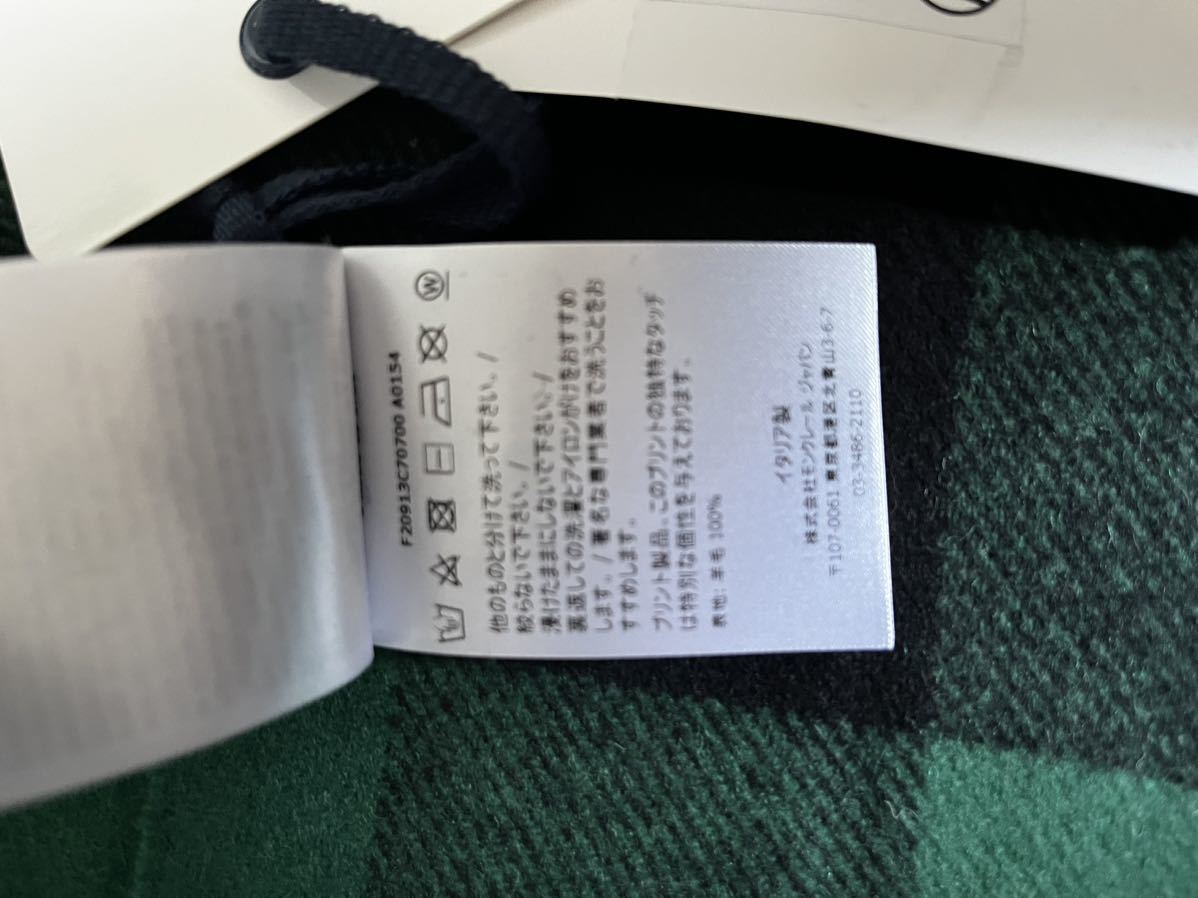 F20913C70700 A0154
他のものと分けて洗って下さい。/
絞らないで下さい。/
浸けたままにしないで下さい。/
裏返しての洗濯とアイロンがけをおすすめ
します。/ 著名な専門業者で洗うことをお
すすめします。
プリント製品。このプリントの独特なタッチ
は特別な個性を与えております。
表地: 羊毛 100%
イタリア製
株式会社モンクレール ジャパン
〒107-0061 東京都港区北青山3-6-7
03-3486-2110